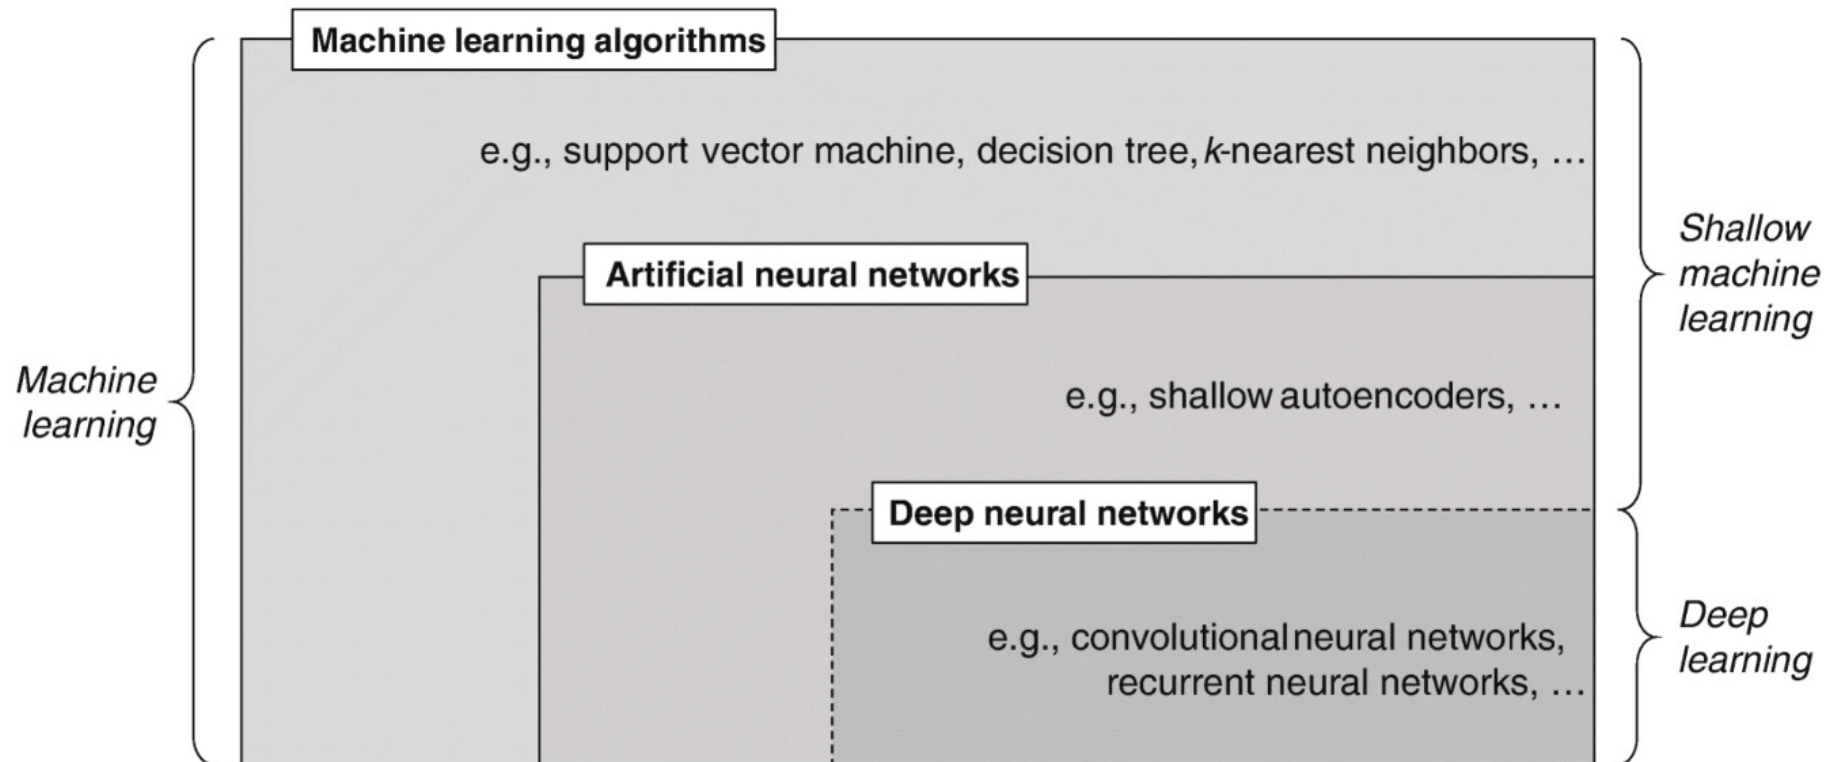 Machine learning algorithms
e.g., support vector machine, decision tree, k-nearest neighbors, …
Shallow
machine
learning
Artificial neural networks
Machine
learning
e.g., shallow autoencoders, …
Deep neural networks
e.g., convolutional neural networks,
recurrent neural networks, …
Deep
learning